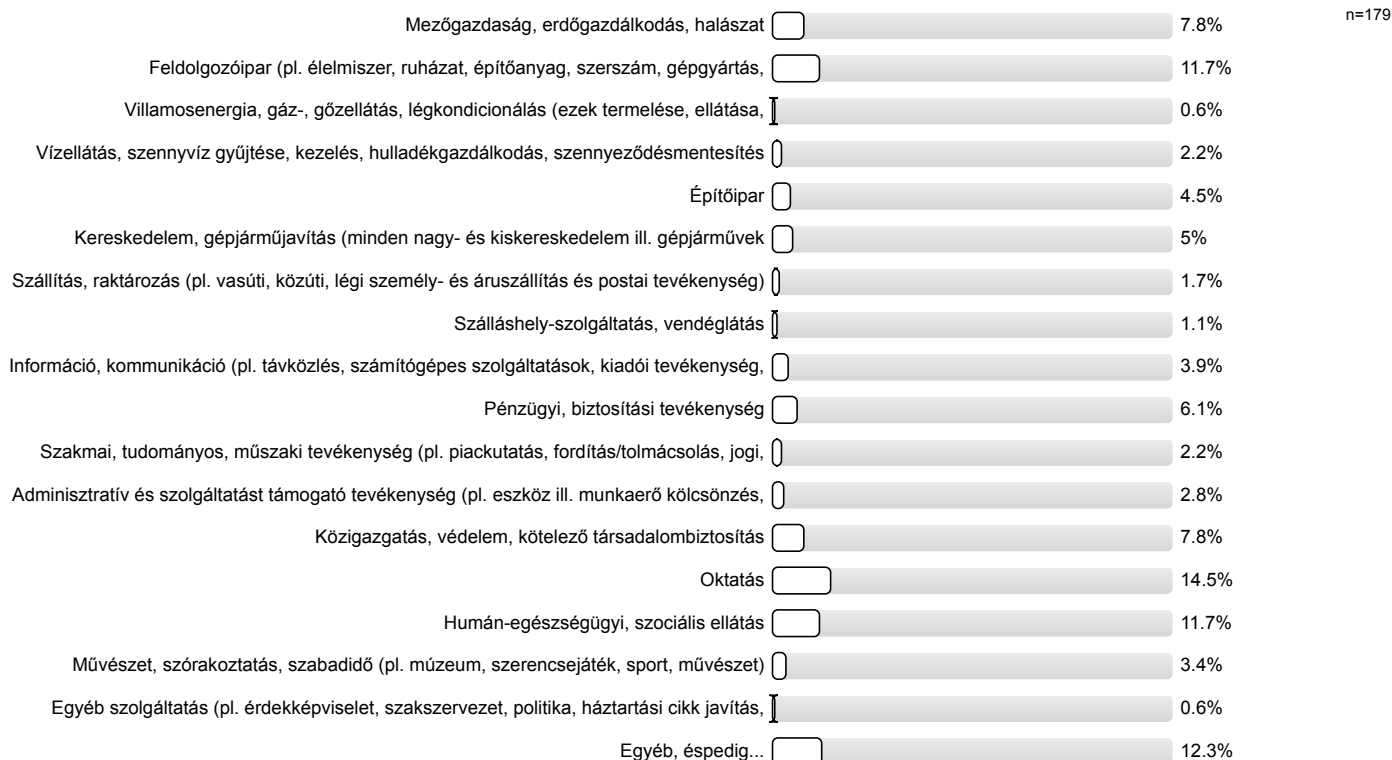 n=179
Mezőgazdaság, erdőgazdálkodás, halászat 7.8%
Feldolgozóipar (pl. élelmiszer, ruházat, építőanyag, szerszám, gépgyártás, 11.7%
Villamosenergia, gáz-, gőzellátás, légkondicionálás (ezek termelése, ellátása, 0.6%
Vízellátás, szennyvíz gyűjtése, kezelés, hulladékgazdálkodás, szennyeződésmentesítés 2.2%
Építőipar 4.5%
Kereskedelem, gépjárműjavítás (minden nagy- és kiskereskedelem ill. gépjárművek 5%
Szállítás, raktározás (pl. vasúti, közúti, légi személy- és áruszállítás és postai tevékenység) 1.7%
Szálláshely-szolgáltatás, vendéglátás 1.1%
Információ, kommunikáció (pl. távközlés, számítógépes szolgáltatások, kiadói tevékenység, 3.9%
Pénzügyi, biztosítási tevékenység 6.1%
Szakmai, tudományos, műszaki tevékenység (pl. piackutatás, fordítás/tolmácsolás, jogi, 2.2%
Adminisztratív és szolgáltatást támogató tevékenység (pl. eszköz ill. munkaerő kölcsönzés, 2.8%
Közigazgatás, védelem, kötelező társadalombiztosítás 7.8%
Oktatás 14.5%
Humán-egészségügyi, szociális ellátás 11.7%
Művészet, szórakoztatás, szabadidő (pl. múzeum, szerencsejáték, sport, művészet) 3.4%
Egyéb szolgáltatás (pl. érdekképviselet, szakszervezet, politika, háztartási cikk javítás, 0.6%
Egyéb, éspedig... 12.3%